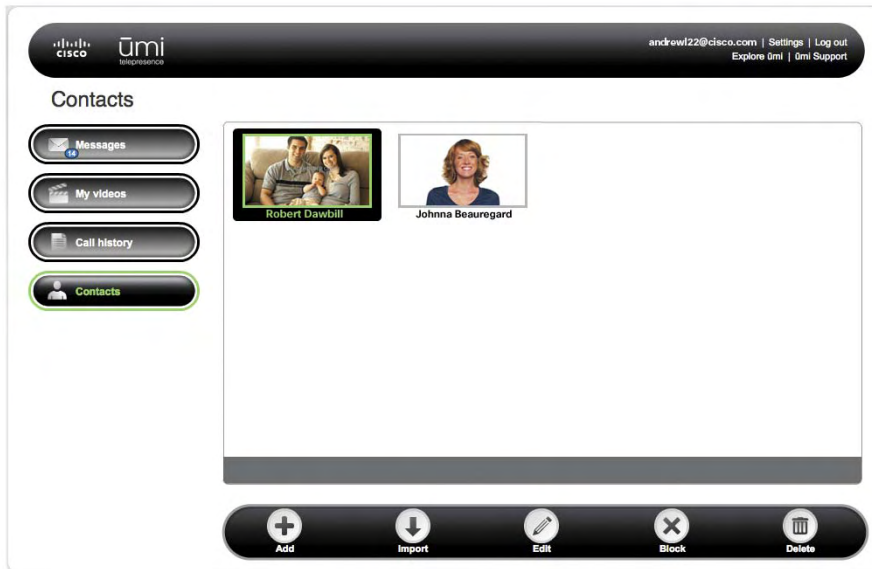 cisco
ūmi
telepresence
andrewl22@cisco.com | Settings | Log out
Explore ūmi | ūmi Support
Contacts
Messages
14
My videos
Call history
Contacts
Robert Dawbill
Johnna Beauregard
Add
Import
Edit
Block
Delete